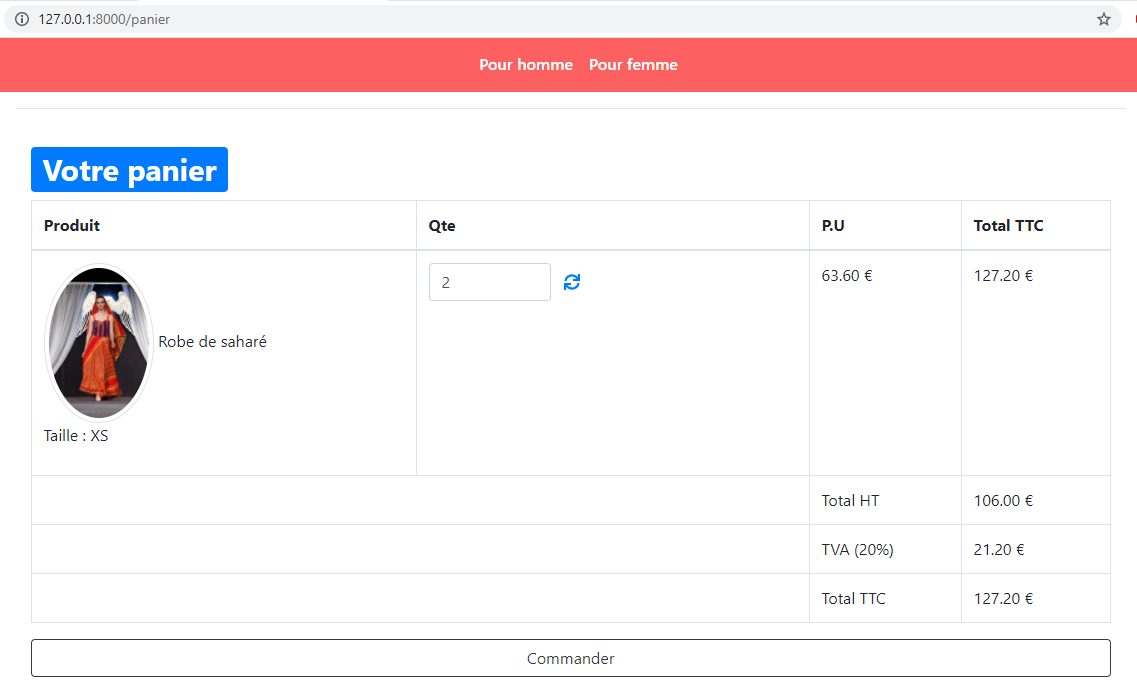 127.0.0.1:8000/panier
Pour homme Pour femme
Votre panier
Produit Qte P.U Total TTC
2 63.60 € 127.20 €
Robe de saharé
Taille : XS
Total HT 106.00 €
TVA (20%) 21.20 €
Total TTC 127.20 €
Commander